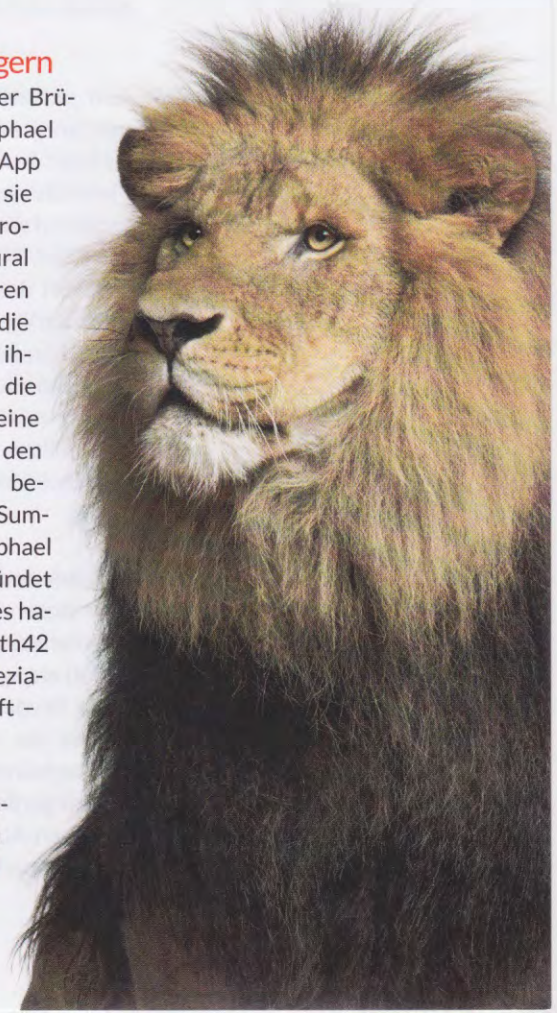 gern
er Brü-
phael
App
sie
ro-
ural
ren
die
ih-
die
eine
den
be-
Sum-
phael
ündet
es ha-
th42
ezia-
ft –
-